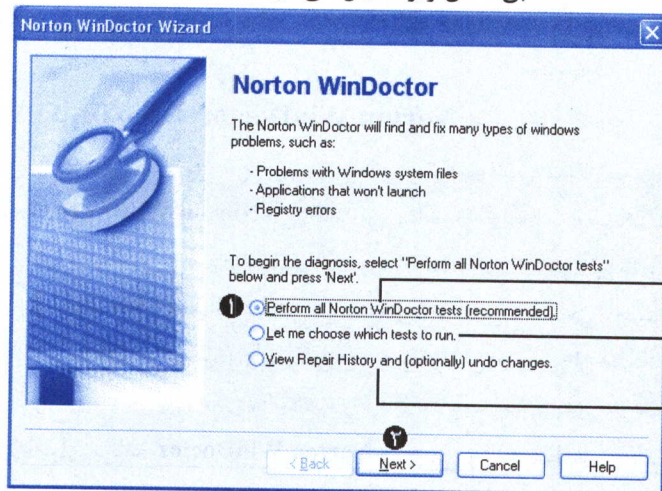 Norton WinDoctor Wizard
Norton WinDoctor
The Norton WinDoctor will find and fix many types of windows
problems, such as:
- Problems with Windows system files
- Applications that won't launch
- Registry errors
To begin the diagnosis, select "Perform all Norton WinDoctor tests"
below and press 'Next'.
۱ Perform all Norton WinDoctor tests (recommended).
Let me choose which tests to run.
View Repair History and (optionally) undo changes.
۲
< Back Next > Cancel Help